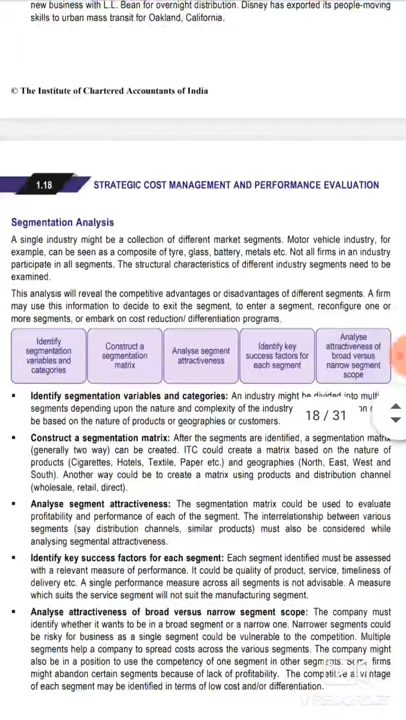 new business with L.L. Bean for overnight distribution. Disney has exported its people-moving
skills to urban mass transit for Oakland, California.
© The Institute of Chartered Accountants of India
1.18 STRATEGIC COST MANAGEMENT AND PERFORMANCE EVALUATION
Segmentation Analysis
A single industry might be a collection of different market segments. Motor vehicle industry, for
example, can be seen as a composite of tyre, glass, battery, metals etc. Not all firms in an industry
participate in all segments. The structural characteristics of different industry segments need to be
examined.
This analysis will reveal the competitive advantages or disadvantages of different segments. A firm
may use this information to decide to exit the segment, to enter a segment, reconfigure one or
more segments, or embark on cost reduction/ differentiation programs.
Identify
segmentation
variables and
categories
Construct a
segmentation
matrix
Analyse segment
attractiveness
Identify key
success factors for
each segment
Analyse
attractiveness of
broad versus
narrow segment
scope
• Identify segmentation variables and categories: An industry might be divided into multi
segments depending upon the nature and complexity of the industry
be based on the nature of products or geographies or customers.
18 / 31
• Construct a segmentation matrix: After the segments are identified, a segmentation matrix
(generally two way) can be created. ITC could create a matrix based on the nature of
products (Cigarettes, Hotels, Textile, Paper etc.) and geographies (North, East, West and
South). Another way could be to create a matrix using products and distribution channel
(wholesale, retail, direct).
• Analyse segment attractiveness: The segmentation matrix could be used to evaluate
profitability and performance of each of the segment. The interrelationship between various
segments (say distribution channels, similar products) must also be considered while
analysing segmental attractiveness.
• Identify key success factors for each segment: Each segment identified must be assessed
with a relevant measure of performance. It could be quality of product, service, timeliness of
delivery etc. A single performance measure across all segments is not advisable. A measure
which suits the service segment will not suit the manufacturing segment.
• Analyse attractiveness of broad versus narrow segment scope: The company must
identify whether it wants to be in a broad segment or a narrow one. Narrower segments could
be risky for business as a single segment could be vulnerable to the competition. Multiple
segments help a company to spread costs across the various segments. The company might
also be in a position to use the competency of one segment in other segments. Some firms
might abandon certain segments because of lack of profitability. The competitive advantage
of each segment may be identified in terms of low cost and/or differentiation.